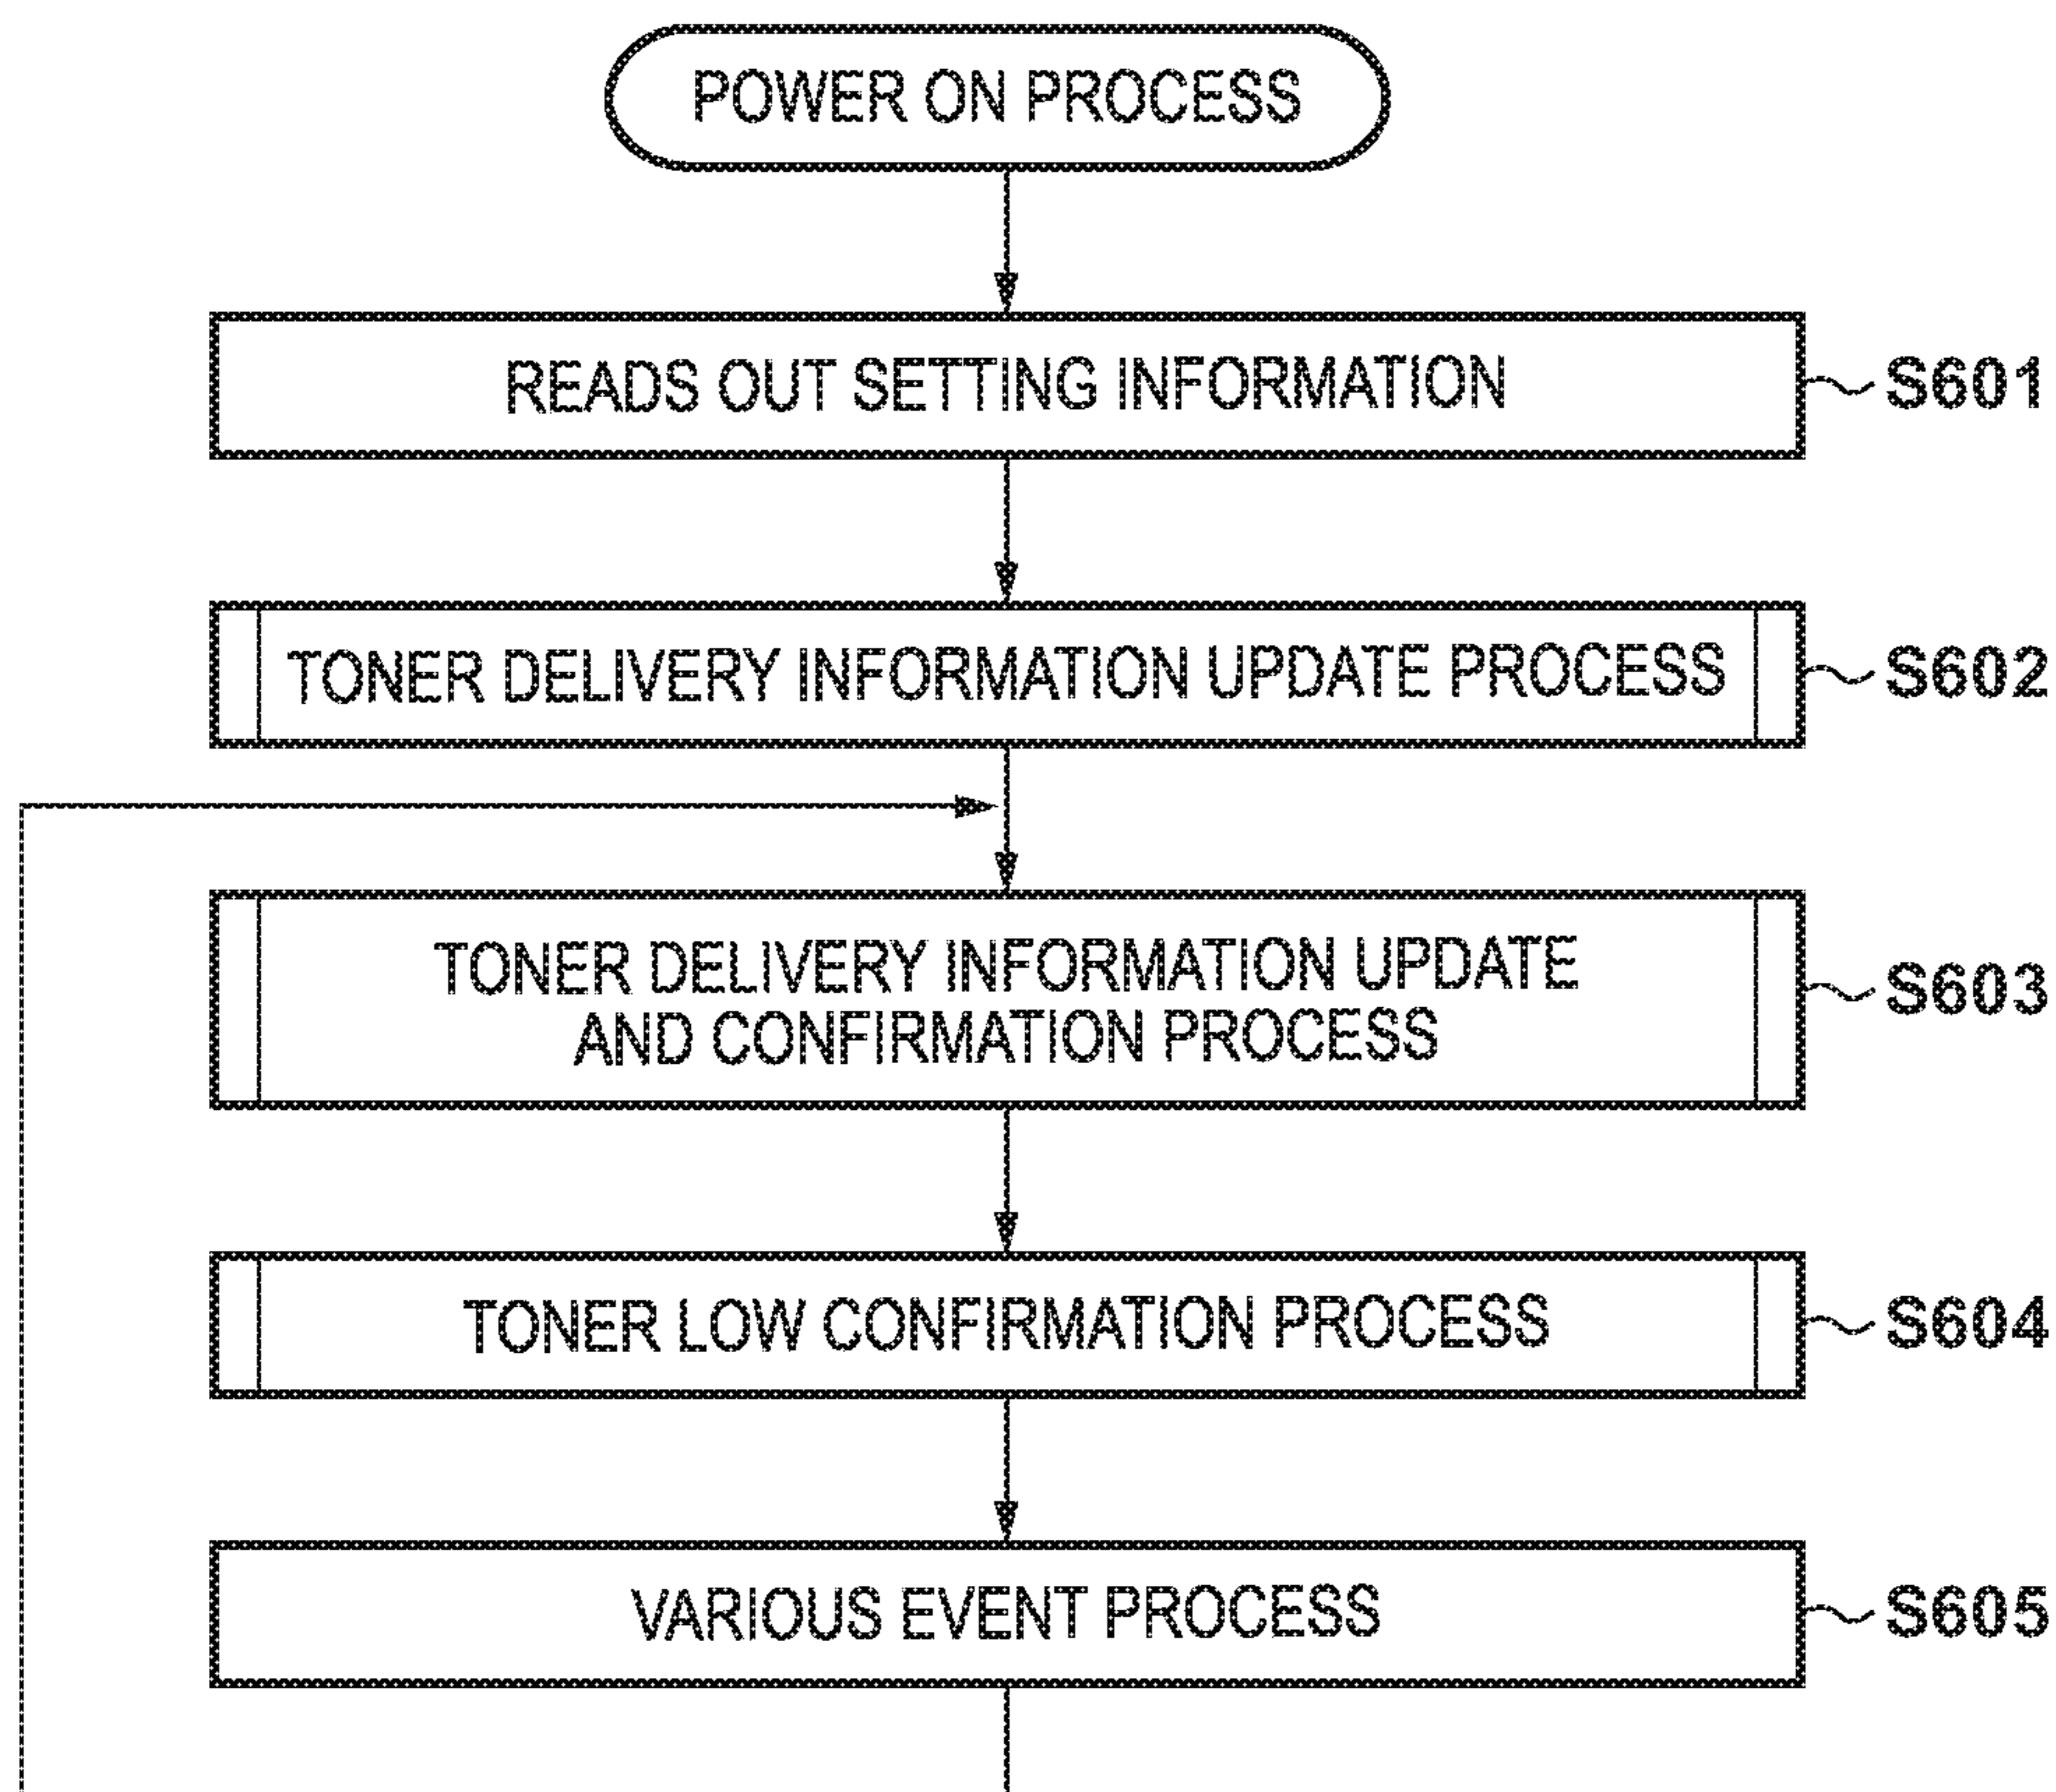 POWER ON PROCESS
READS OUT SETTING INFORMATION
S601
TONER DELIVERY INFORMATION UPDATE PROCESS
S602
TONER DELIVERY INFORMATION UPDATE
AND CONFIRMATION PROCESS
S603
TONER LOW CONFIRMATION PROCESS
S604
VARIOUS EVENT PROCESS
S605